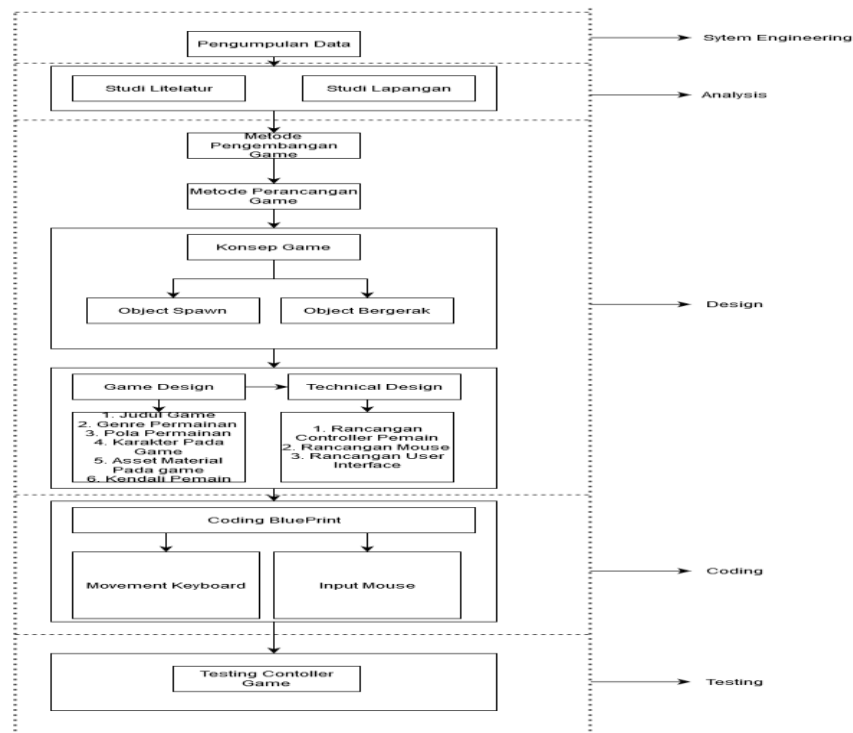 Pengumpulan Data
Sytem Engineering
Studi Litelatur
Studi Lapangan
Analysis
Metode
Pengembangan
Game
Metode Perancangan
Game
Konsep Game
Object Spawn
Object Bergerak
Design
Game Design
Technical Design
1. Judul Game
2. Genre Permainan
3. Pola Permainan
4. Karakter Pada
Game
5. Asset Material
Pada game
6. Kendali Pemain
1. Rancangan
Controller Pemain
2. Rancangan Mouse
3. Rancangan User
Interface
Coding BluePrint
Movement Keyboard
Input Mouse
Coding
Testing Contoller
Game
Testing